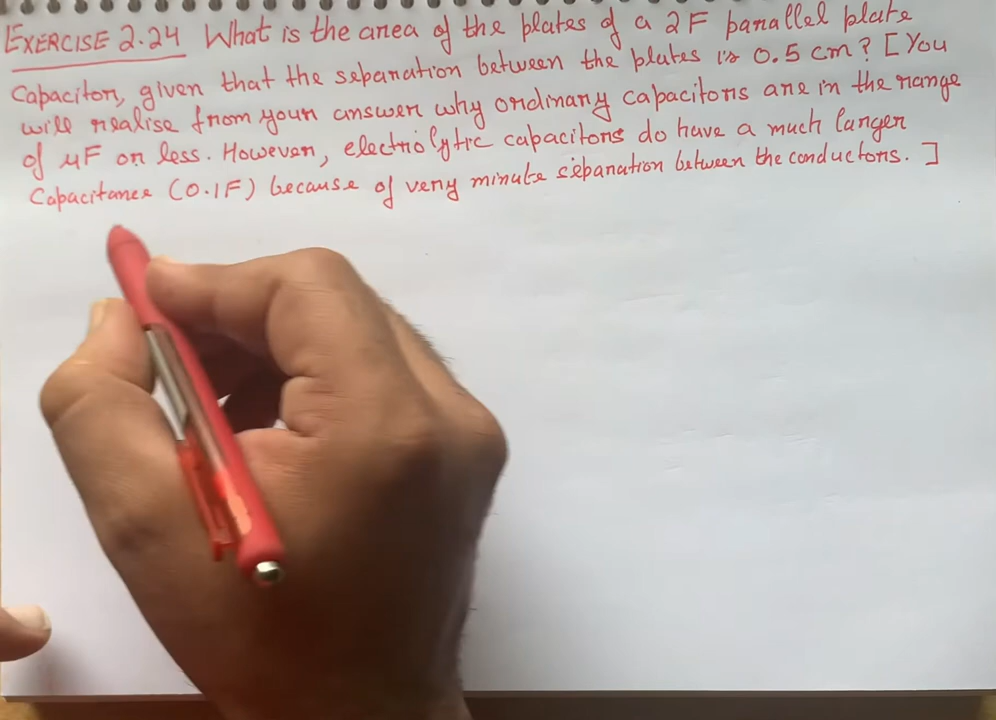 EXERCISE 2.24 What is the area of the plates of a 2F parallel plate
Capacitor, given that the separation between the plates is 0.5 cm? [You
will realise from your answer why ordinary capacitors are in the range
of μF or less. However, electrolytic capacitors do have a much larger
Capacitance (0.1F) because of very minute separation between the conductors. ]